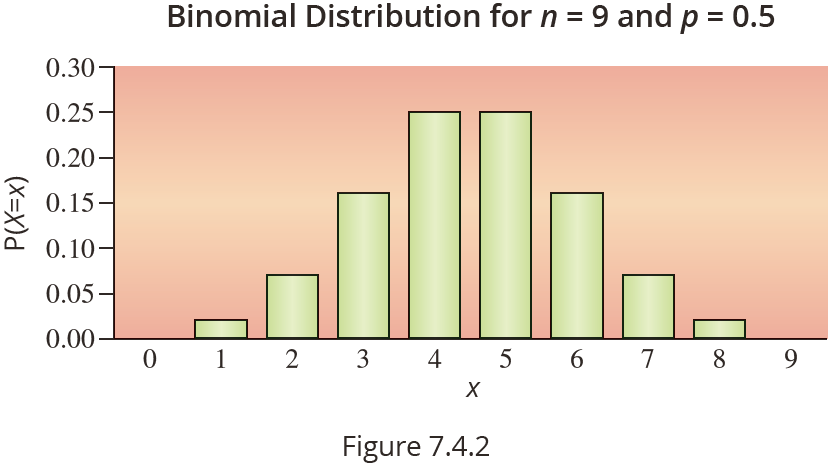 Binomial Distribution for n = 9 and p = 0.5
0.30
0.25
0.20
0.15
0.10
0.05
0.00
P(X=x)
0 1 2 3 4 5 6 7 8 9
x
Figure 7.4.2